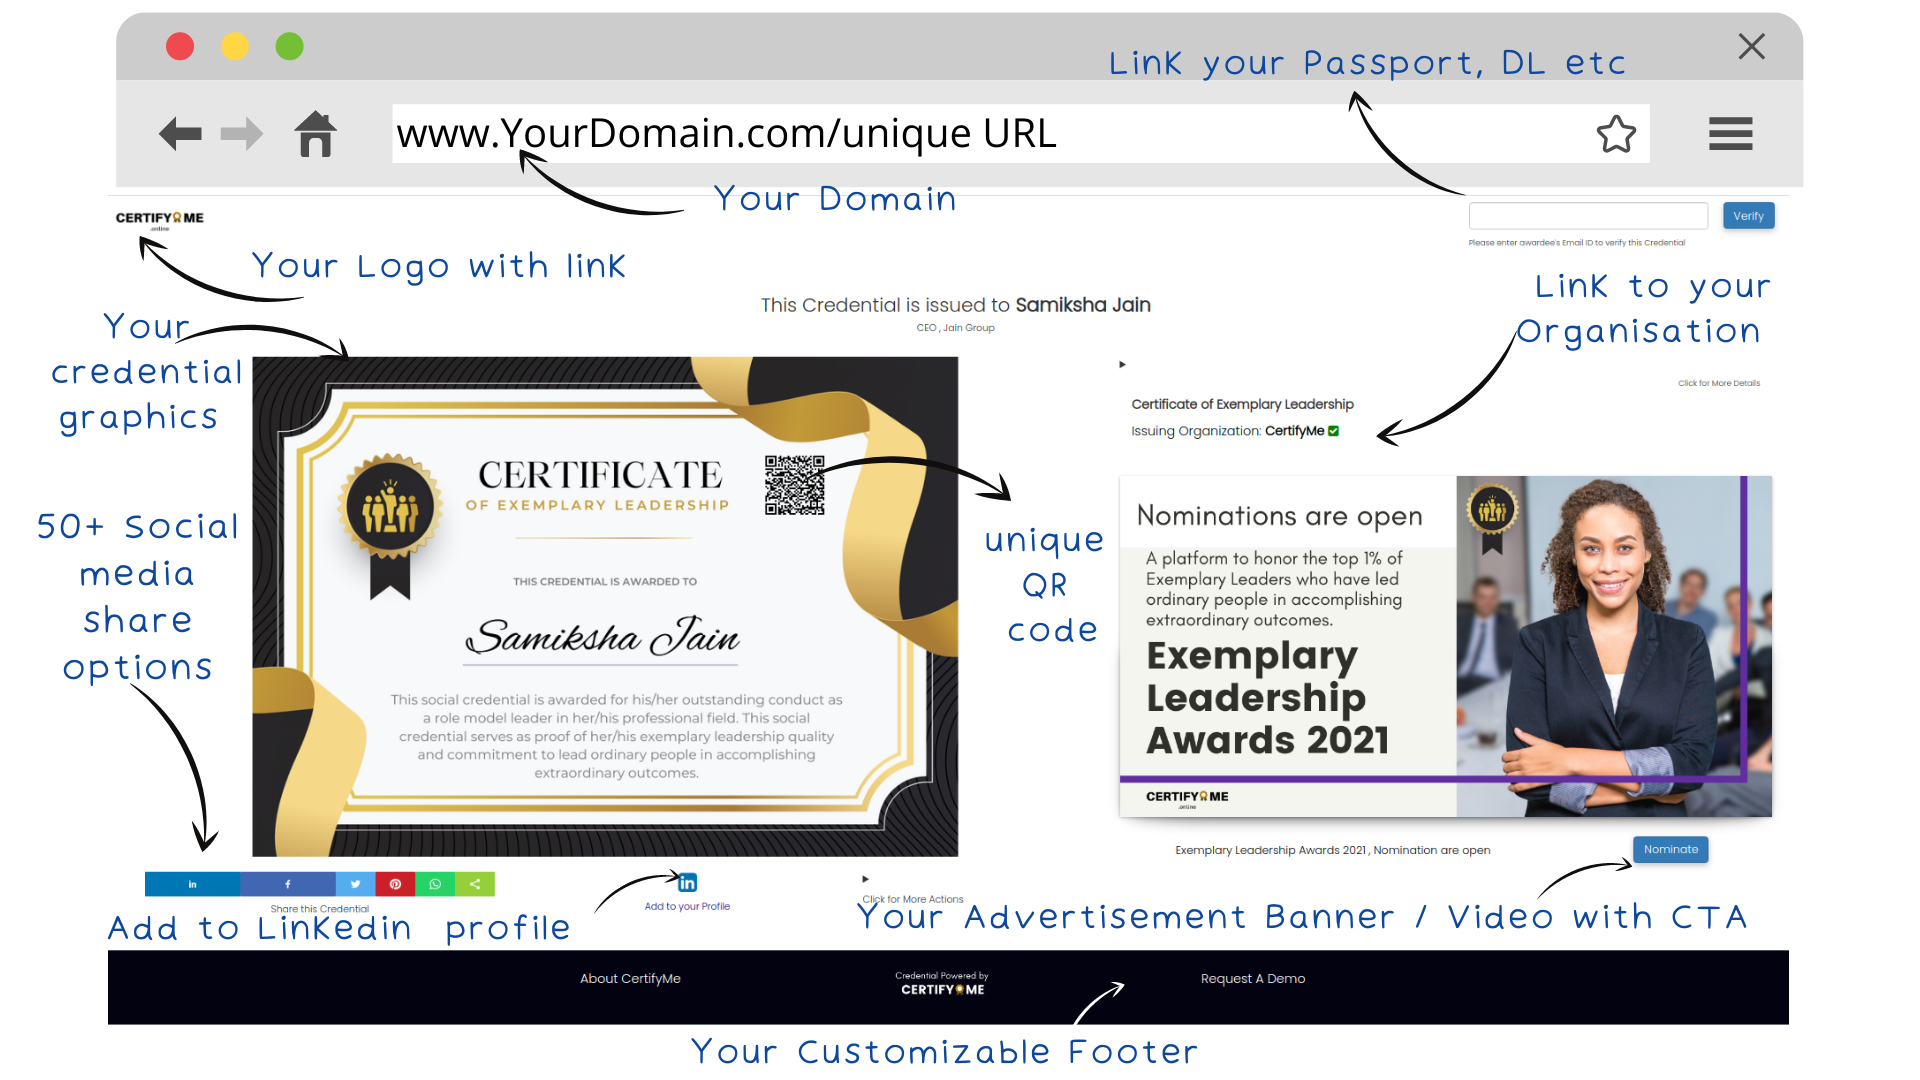 Link your Passport, DL etc
www.YourDomain.com/unique URL
Your Domain
CERTIFY ME
.online
Verify
Please enter awardee's Email ID to verify this Credential
Your Logo with link
This Credential is issued to Samiksha Jain
CEO , Jain Group
Link to your
Organisation
Your
credential
graphics
Click for More Details
Certificate of Exemplary Leadership
Issuing Organization: CertifyMe
CERTIFICATE
OF EXEMPLARY LEADERSHIP
THIS CREDENTIAL IS AWARDED TO
Samiksha Jain
This social credential is awarded for his/her outstanding conduct as
a role model leader in her/his professional field. This social
credential serves as proof of her/his exemplary leadership quality
and commitment to lead ordinary people in accomplishing
extraordinary outcomes.
unique
QR
code
50+ Social
media
share
options
Nominations are open
A platform to honor the top 1% of
Exemplary Leaders who have led
ordinary people in accomplishing
extraordinary outcomes.
Exemplary
Leadership
Awards 2021
CERTIFY ME
.online
Exemplary Leadership Awards 2021 , Nomination are open
Nominate
in
f
Share this Credential
in
Add to your Profile
Click for More Actions
Add to Linkedin profile
Your Advertisement Banner / Video with CTA
About CertifyMe
Credential Powered by
CERTIFY ME
Request A Demo
Your Customizable Footer